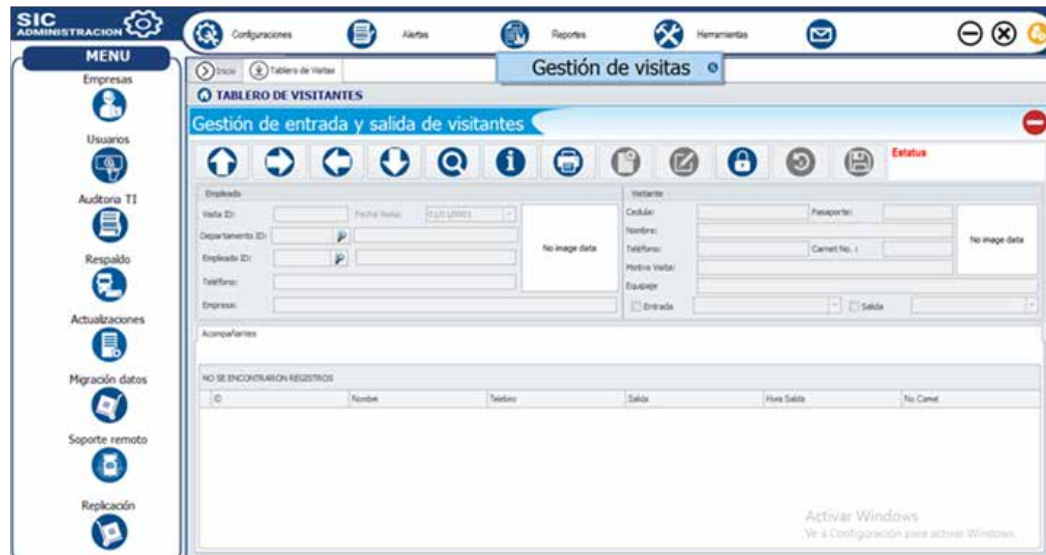 SIC
ADMINISTRACION
Configuraciones Alertas Reportes Herramientas
MENU
Empresas
Usuarios
Auditoria TI
Respaldo
Actualizaciones
Migración datos
Soporte remoto
Replicación
Inicio Tablero de Visitas
Gestión de visitas
TABLERO DE VISITANTES
Gestión de entrada y salida de visitantes
Estatus
Empleado
Visita ID: Fecha Visita: 01/01/0001
Departamento ID:
Empleado ID:
Teléfono:
Empresa:
No image data
Visitante
Cedula: Pasaporte:
Nombre:
Teléfono: Carnet No. :
Motivo Visita:
Equipaje
Entrada Salida
No image data
Acompañantes
NO SE ENCONTRARON REGISTROS
ID Nombre Telefono Salida Hora Salida No. Carnet
Activar Windows
Ve a Configuración para activar Windows.